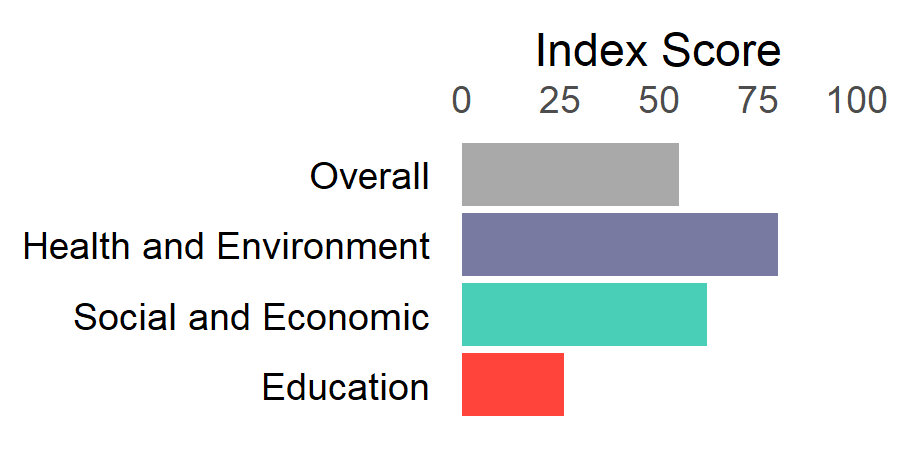 Index Score
0 25 50 75 100
Overall
Health and Environment
Social and Economic
Education